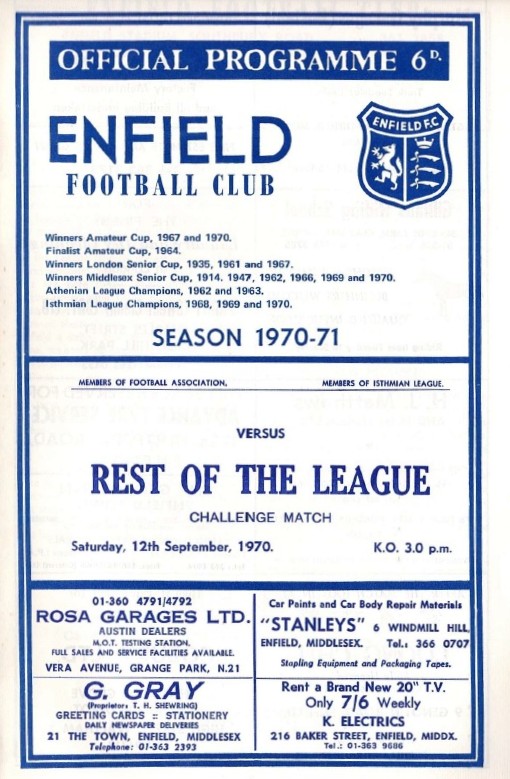 OFFICIAL PROGRAMME 6D.
ENFIELD
FOOTBALL CLUB
ENFIELD F.C
Winners Amateur Cup, 1967 and 1970.
Finalist Amateur Cup, 1964.
Winners London Senior Cup, 1935, 1961 and 1967.
Winners Middlesex Senior Cup, 1914. 1947, 1962, 1966, 1969 and 1970.
Athenian League Champions, 1962 and 1963.
Isthmian League Champions, 1968, 1969 and 1970.
SEASON 1970-71
MEMBERS OF FOOTBALL ASSOCIATION.
MEMBERS OF ISTHMIAN LEAGUE.
VERSUS
REST OF THE LEAGUE
CHALLENGE MATCH
Saturday, 12th September, 1970.
K.O. 3.0 p.m.
01-360 4791/4792
ROSA GARAGES LTD.
AUSTIN DEALERS
M.O.T. TESTING STATION.
FULL SALES AND SERVICE FACILITIES AVAILABLE.
VERA AVENUE, GRANGE PARK, N.21
Car Paints and Car Body Repair Materials
"STANLEYS" 6 WINDMILL HILL,
ENFIELD, MIDDLESEX. Tel.: 366 0707
Stapling Equipment and Packaging Tapes.
G. GRAY
(Proprietor: T. H. SHEWRING)
GREETING CARDS :: STATIONERY
DAILY NEWSPAPER DELIVERIES
21 THE TOWN, ENFIELD, MIDDLESEX
Telephone: 01-363 2393
Rent a Brand New 20" T.V.
Only 7/6 Weekly
K. ELECTRICS
216 BAKER STREET, ENFIELD, MIDDX.
Tel.: 01-363 9686